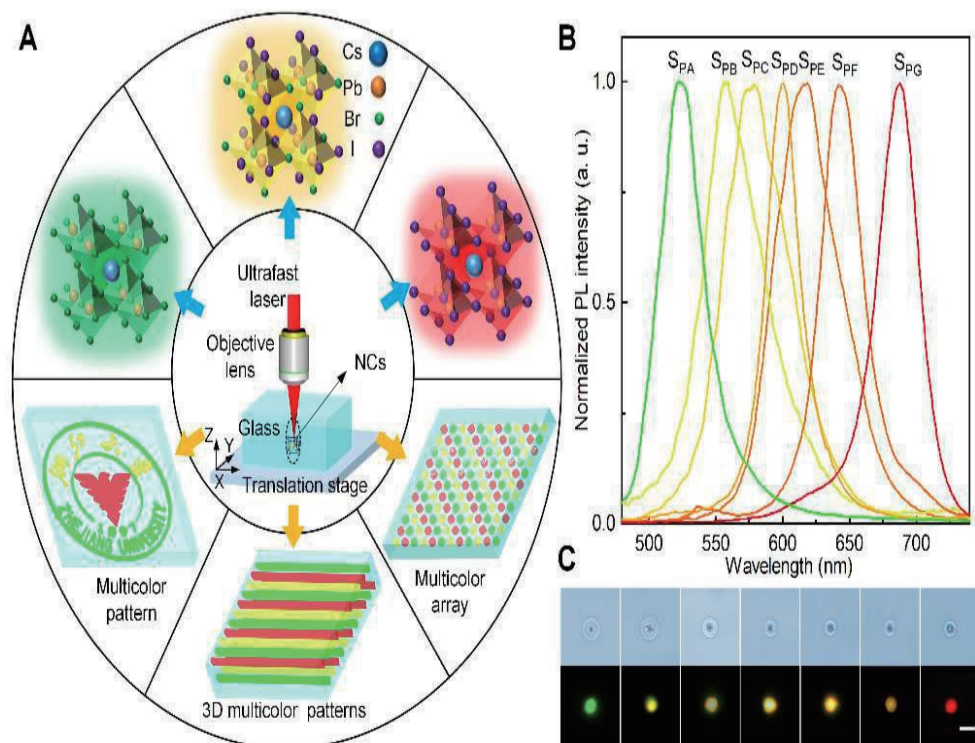 A
Cs
Pb
Br
I
Ultrafast
laser
Objective
lens
NCs
Glass
Z
Y
X
Translation stage
ZHEJIANG UNIVERSITY
Multicolor
pattern
Multicolor
array
3D multicolor patterns
B
S_PA S_PB S_PC S_PD S_PE S_PF S_PG
Normalized PL intensity (a. u.)
1.0
0.5
0.0
500 550 600 650 700
Wavelength (nm)
C